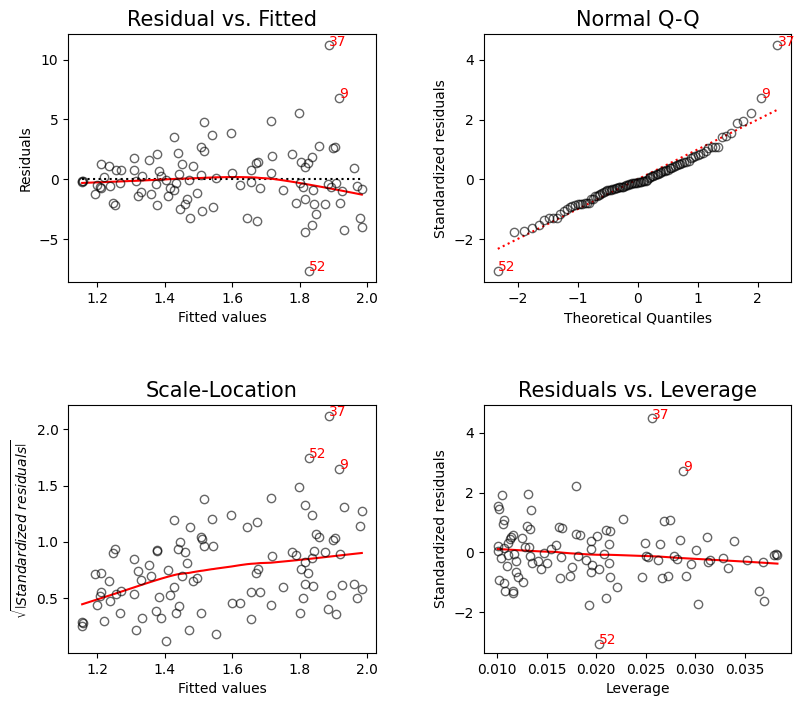 Residual vs. Fitted
37
9
52
10
5
0
−5
Residuals
1.2 1.4 1.6 1.8 2.0
Fitted values
Normal Q-Q
37
9
52
4
2
0
−2
Standardized residuals
−2 −1 0 1 2
Theoretical Quantiles
Scale-Location
37
52
9
2.0
1.5
1.0
0.5
√|Standardized residuals|
1.2 1.4 1.6 1.8 2.0
Fitted values
Residuals vs. Leverage
37
9
52
4
2
0
−2
Standardized residuals
0.010 0.015 0.020 0.025 0.030 0.035
Leverage